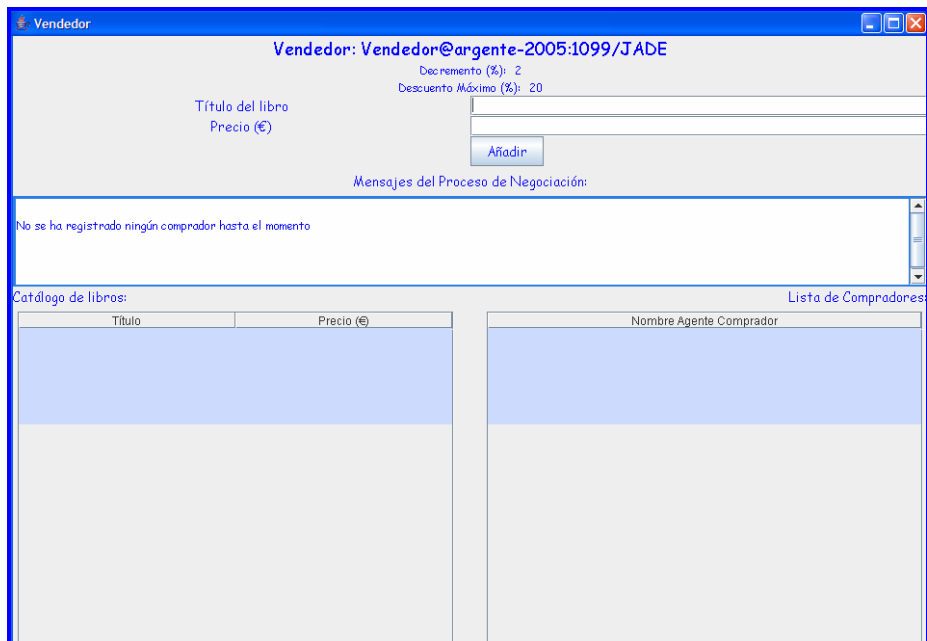 Vendedor
Vendedor: Vendedor@argente-2005:1099/JADE
Decremento (%): 2
Descuento Máximo (%): 20
Título del libro
Precio (€)
Añadir
Mensajes del Proceso de Negociación:
No se ha registrado ningún comprador hasta el momento
Catálogo de libros: Lista de Compradores:
Título Precio (€) Nombre Agente Comprador